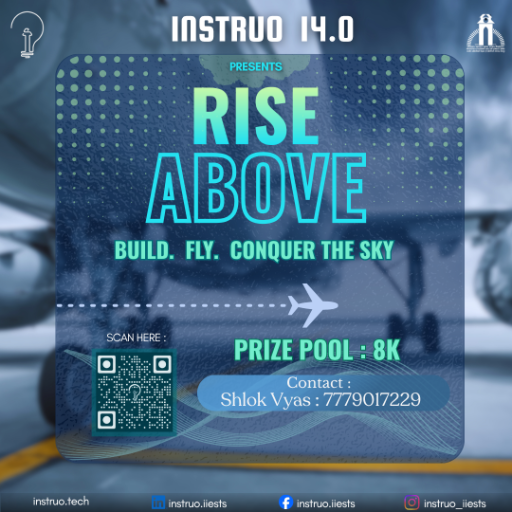 INSTRUO 14.0
PRESENTS
RISE
ABOVE
BUILD. FLY. CONQUER THE SKY
SCAN HERE :
PRIZE POOL : 8K
Contact :
Shlok Vyas : 7779017229
instruo.tech
instruo.iiests
instruo.iiests
instruo_iiests